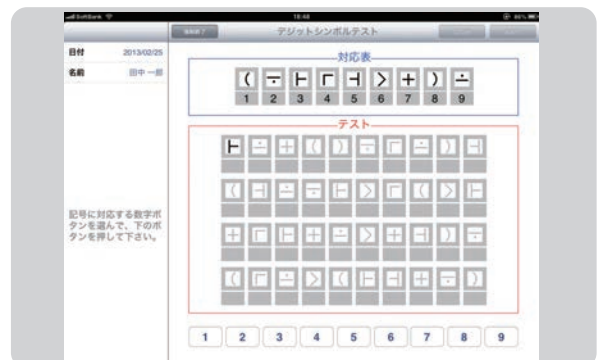 SoftBank 18:48 86%
デジットシンボルテスト
日付 2013/02/25
名前 田中 一郎
対応表
( ÷ ├ ┌ ┤ > + ) ÷
1 2 3 4 5 6 7 8 9
テスト
記号に対応する数字ボ
タンを選んで、下のボ
タンを押して下さい。
1 2 3 4 5 6 7 8 9